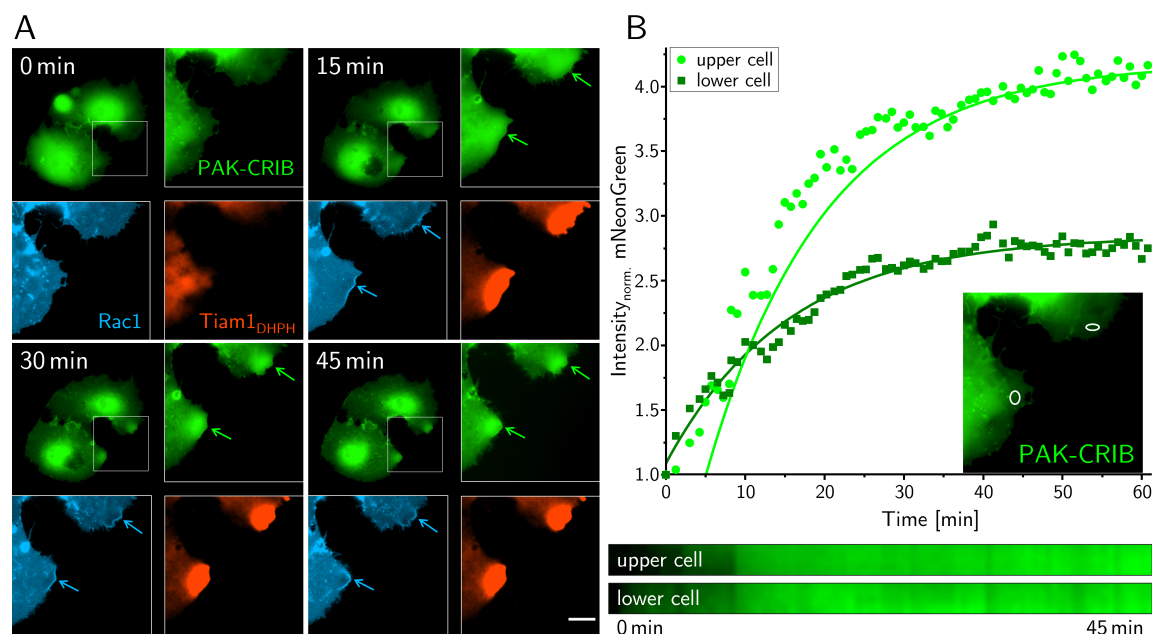 A
0 min
PAK-CRIB
15 min
Rac1
Tiam1DHPH
30 min
45 min
B
upper cell
lower cell
4.0
3.5
3.0
2.5
2.0
1.5
1.0
Intensitynorm. mNeonGreen
PAK-CRIB
0 10 20 30 40 50 60
Time [min]
upper cell
lower cell
0 min 45 min